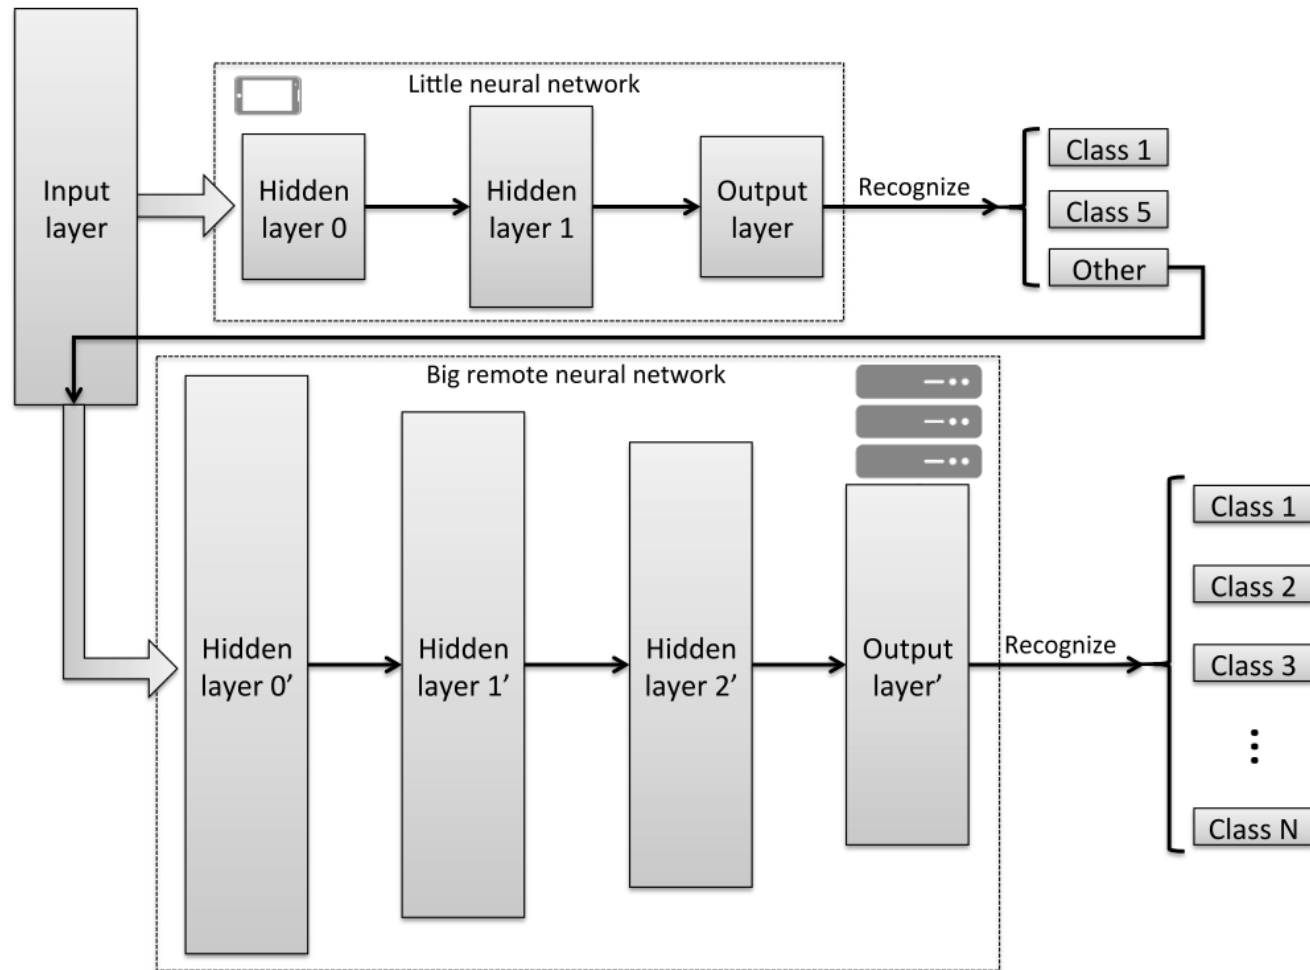 Little neural network
Input
layer
Hidden
layer 0
Hidden
layer 1
Output
layer
Recognize
Class 1
Class 5
Other
Big remote neural network
Hidden
layer 0’
Hidden
layer 1’
Hidden
layer 2’
Output
layer’
Recognize
Class 1
Class 2
Class 3
⋮
Class N